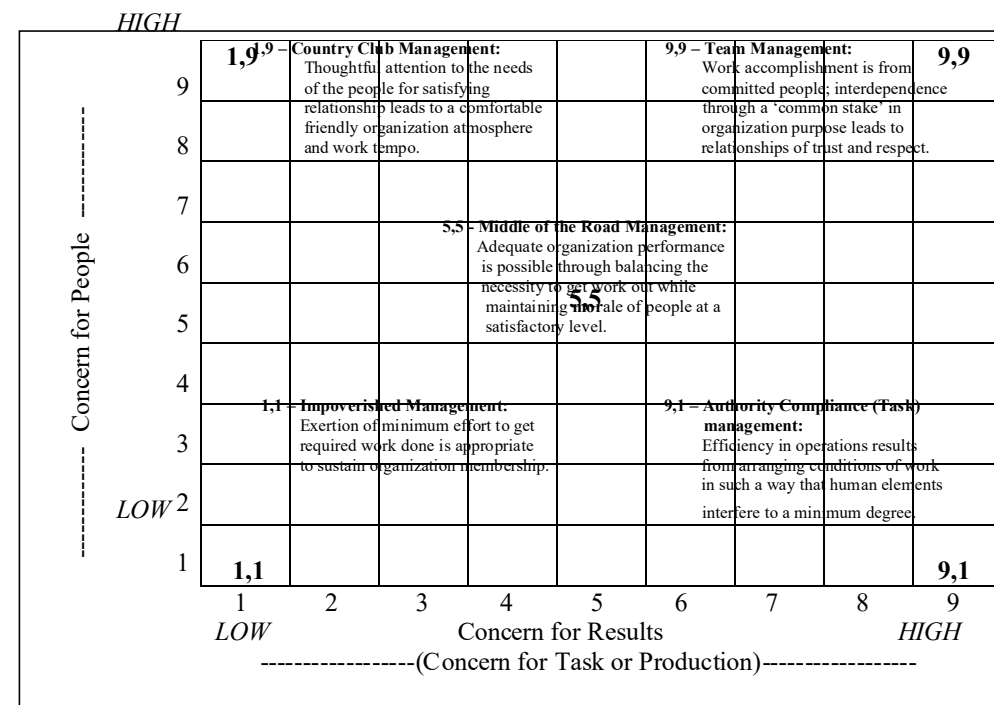 HIGH
1,9
1,9 – Country Club Management:
Thoughtful attention to the needs
of the people for satisfying
relationship leads to a comfortable
friendly organization atmosphere
and work tempo.
9,9 – Team Management:
Work accomplishment is from
committed people; interdependence
through a ‘common stake’ in
organization purpose leads to
relationships of trust and respect.
9,9
9
8
7
6
5
4
3
LOW 2
1
---------- Concern for People ----------
5,5 - Middle of the Road Management:
Adequate organization performance
is possible through balancing the
necessity to get work out while
maintaining morale of people at a
satisfactory level.
5,5
1,1 – Impoverished Management:
Exertion of minimum effort to get
required work done is appropriate
to sustain organization membership.
9,1 – Authority Compliance (Task)
management:
Efficiency in operations results
from arranging conditions of work
in such a way that human elements
interfere to a minimum degree.
1,1
9,1
1 2 3 4 5 6 7 8 9
LOW Concern for Results HIGH
------------------(Concern for Task or Production)------------------